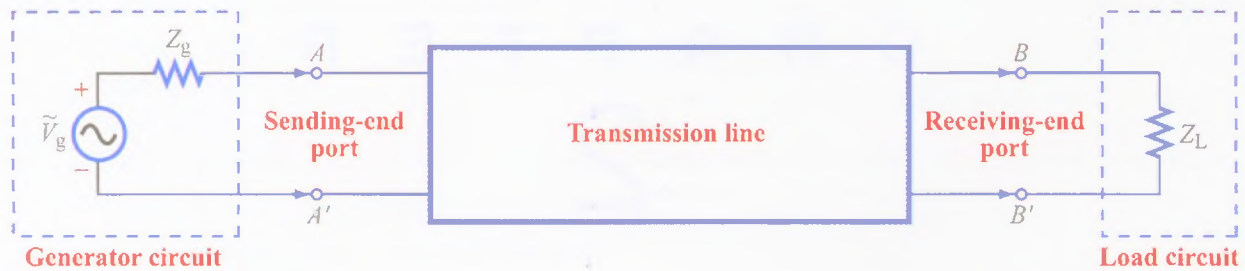 Z_g
A
B
+
Ṽ_g
Sending-end
port
Transmission line
Receiving-end
port
Z_L
−
A'
B'
Generator circuit
Load circuit